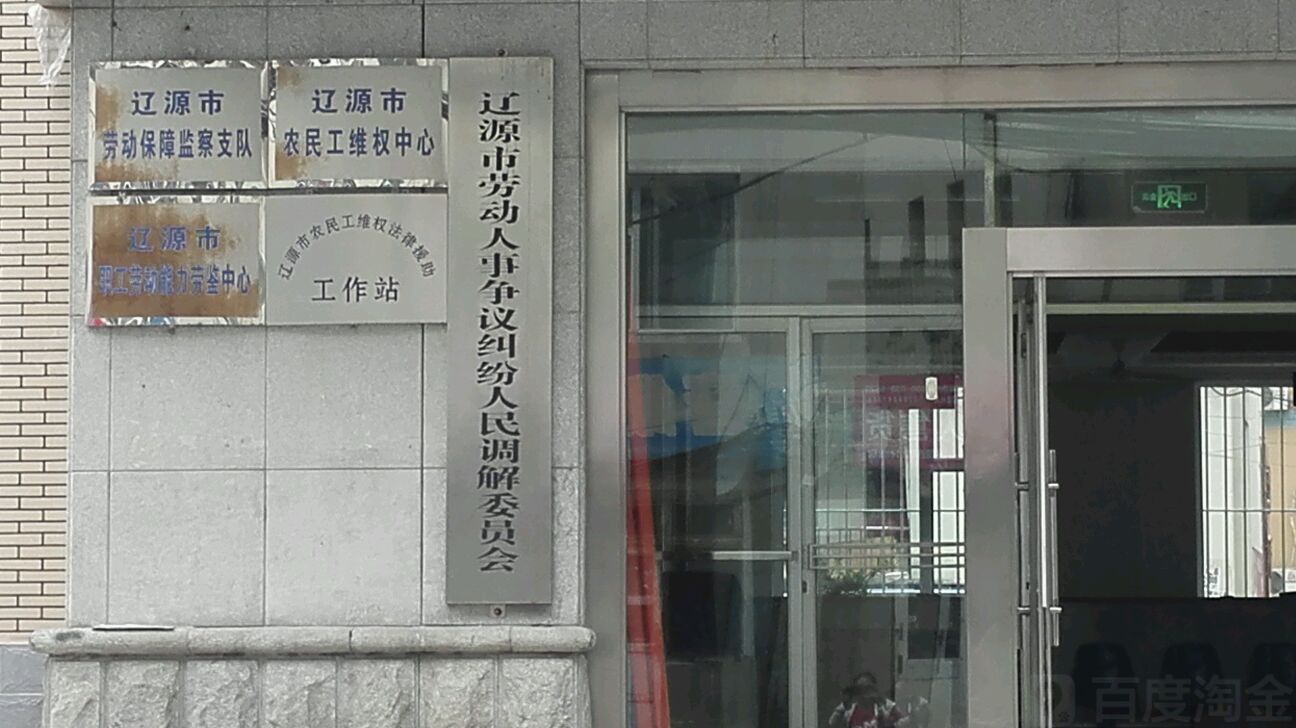 辽源市
劳动保障监察支队
辽源市
农民工维权中心
辽源市
职工劳动能力劳鉴中心
辽源市农民工维权法律援助
工作站
辽源市劳动人事争议纠纷人民调解委员会
百度淘金